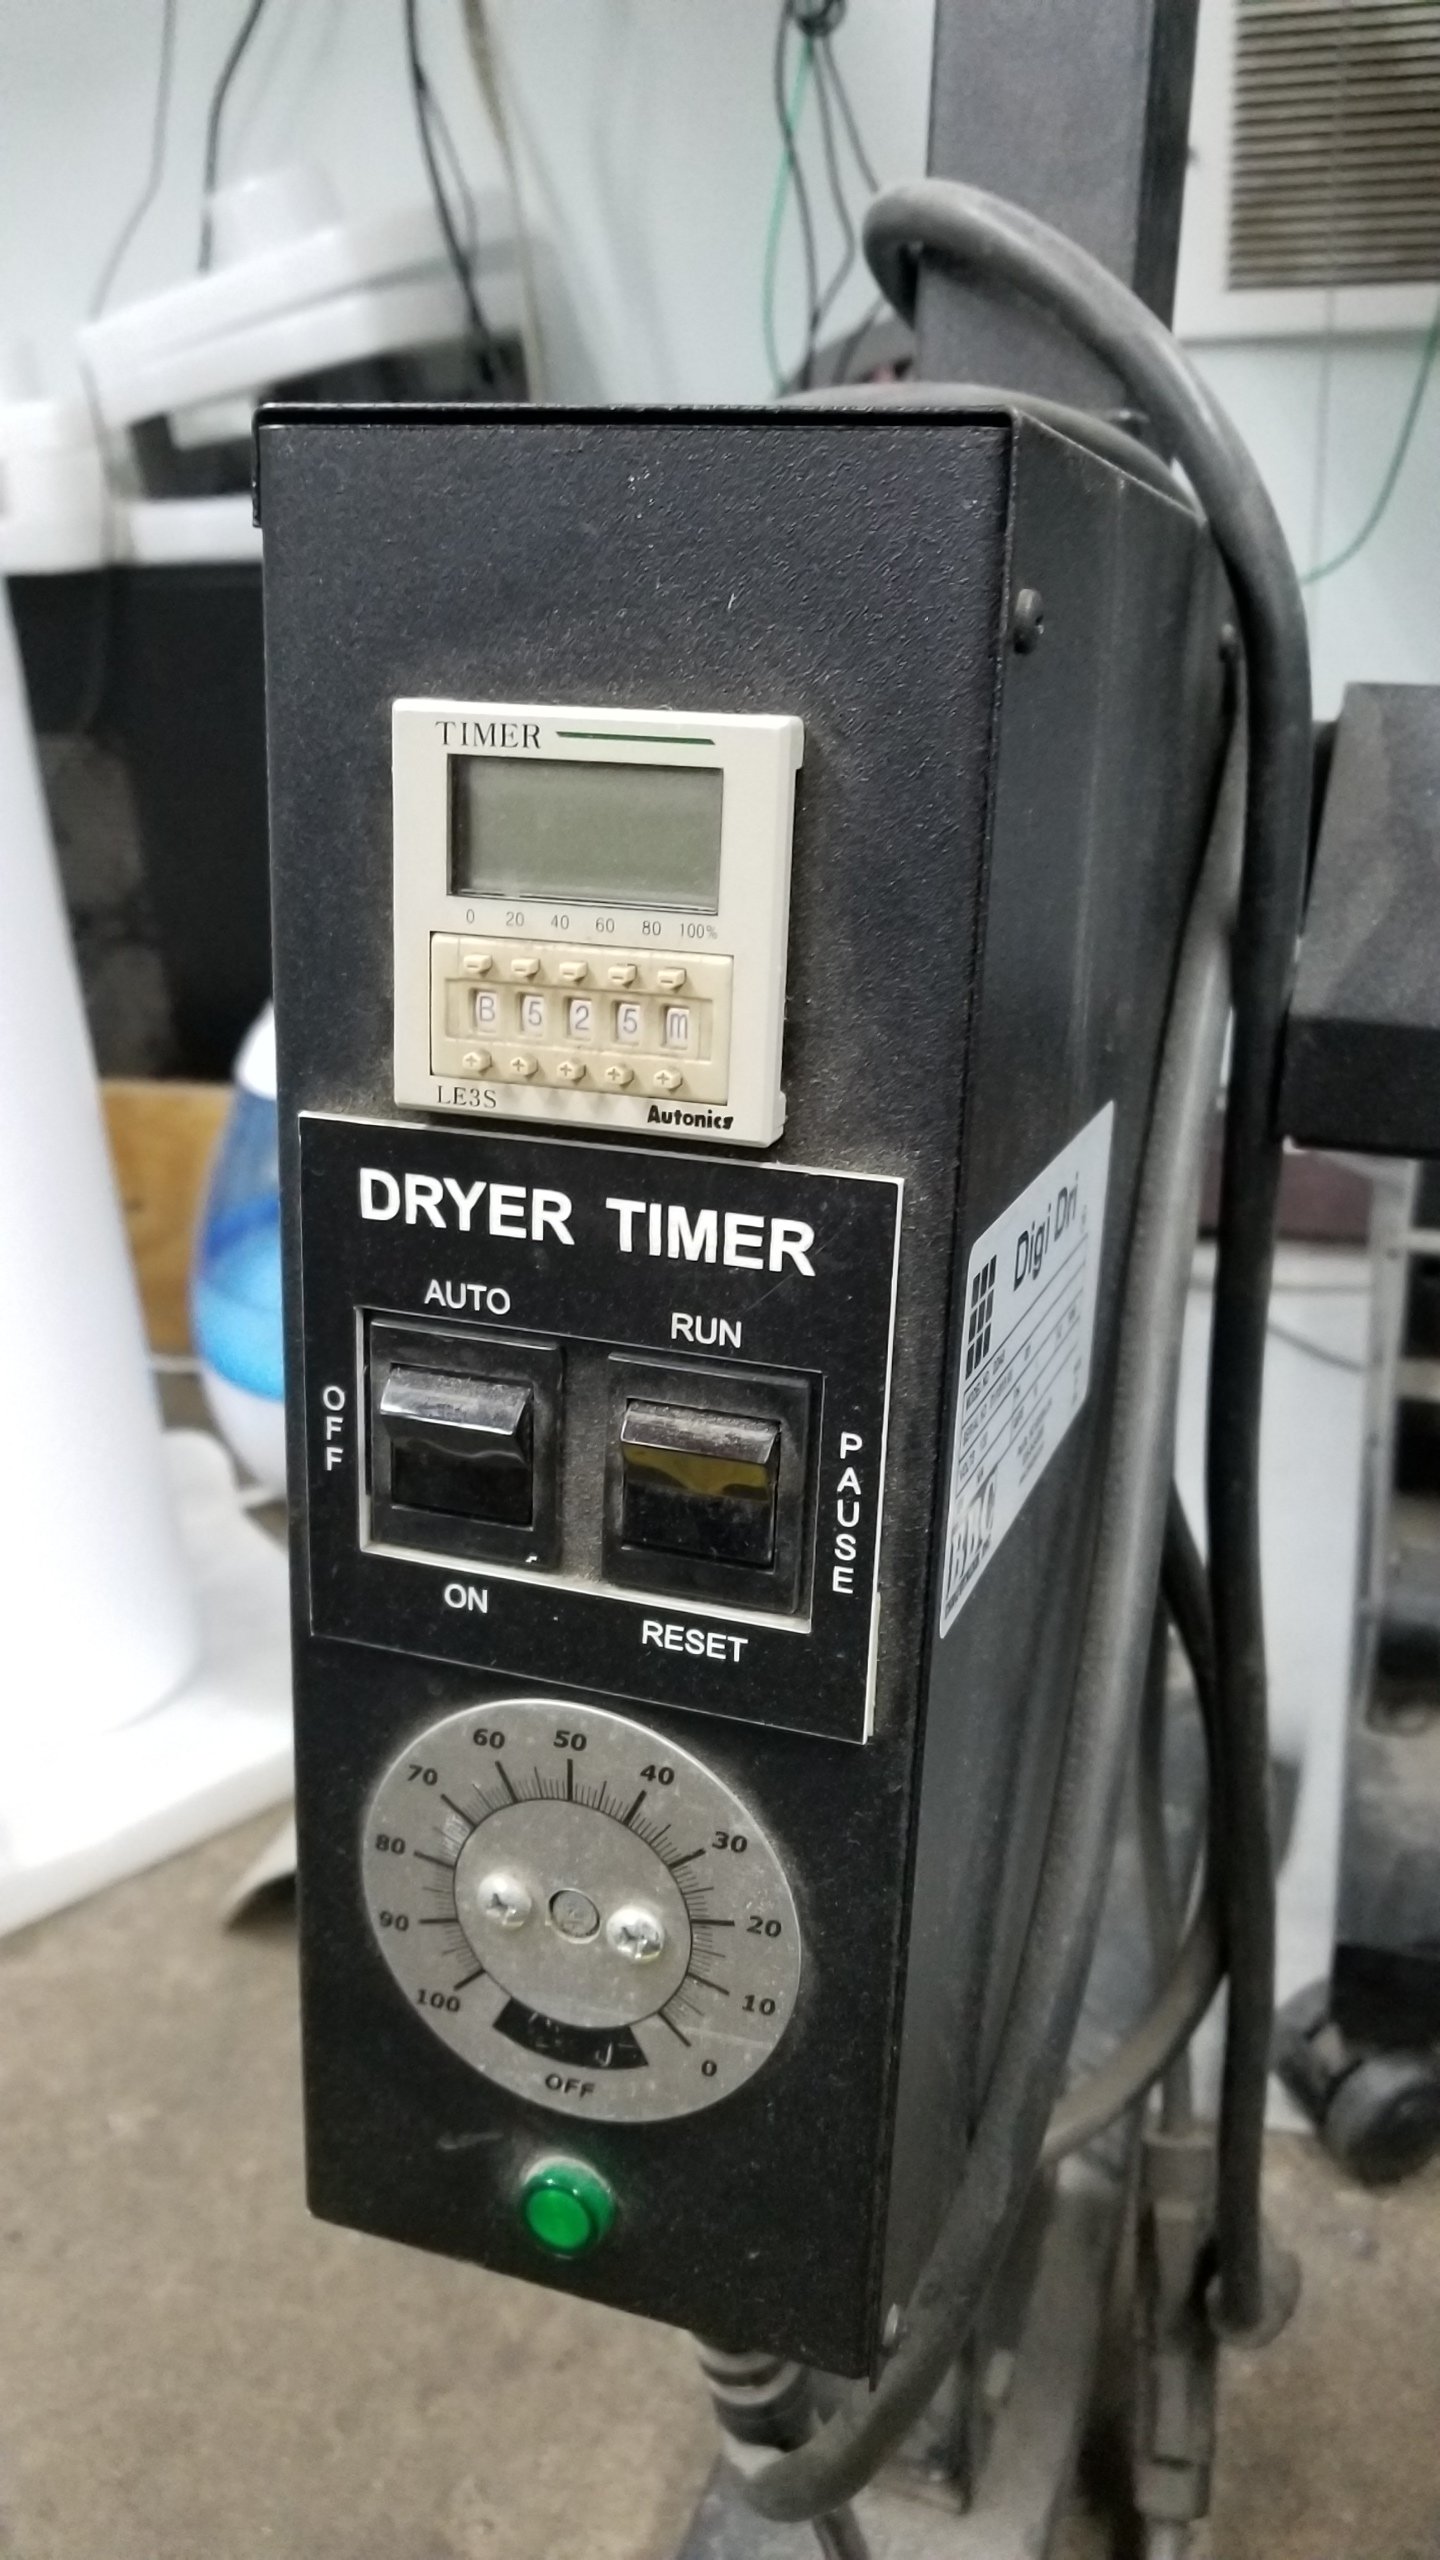 TIMER
0 20 40 60 80 100%
- - - - -
B 5 2 5 m
+ + + + +
LE3S
Autonics
DRYER TIMER
AUTO
RUN
OFF
PAUSE
ON
RESET
Digi Dri
60 50 40
70 30
80
90 20
100 10
0
OFF